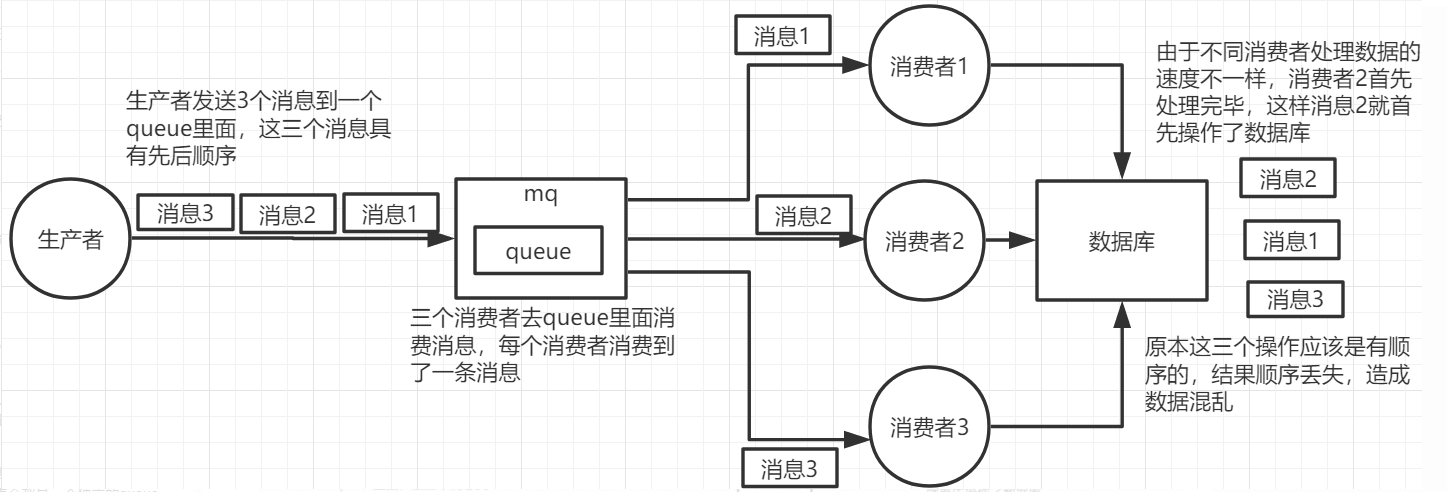 消息1
消费者1
由于不同消费者处理数据的
速度不一样，消费者2首先
处理完毕，这样消息2就首
先操作了数据库
生产者发送3个消息到一个
queue里面，这三个消息具
有先后顺序
生产者
消息3
消息2
消息1
mq
queue
消息2
消费者2
数据库
消息2
消息1
消息3
三个消费者去queue里面消
费消息，每个消费者消费到
了一条消息
原本这三个操作应该是有顺
序的，结果顺序丢失，造成
数据混乱
消费者3
消息3